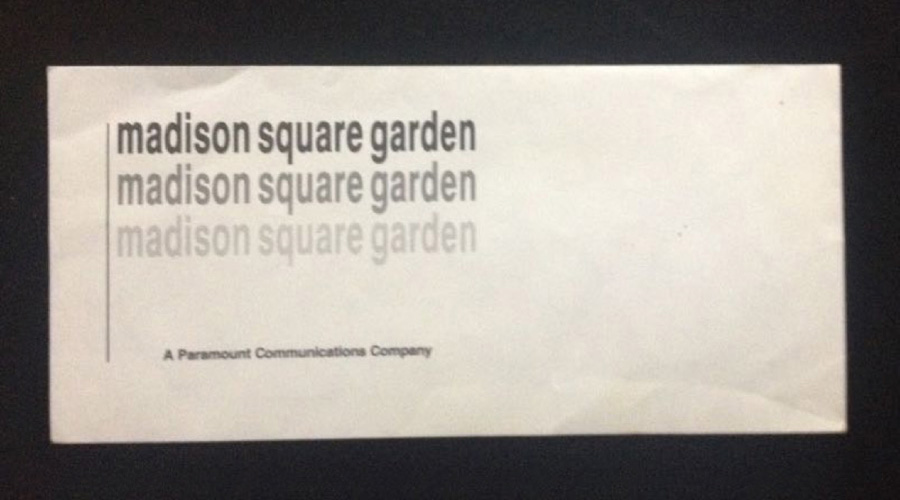 madison square garden
madison square garden
madison square garden
A Paramount Communications Company